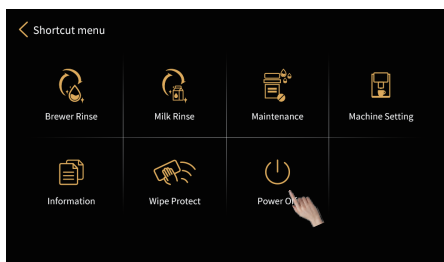 Shortcut menu
Brewer Rinse
Milk Rinse
Maintenance
Machine Setting
Information
Wipe Protect
Power